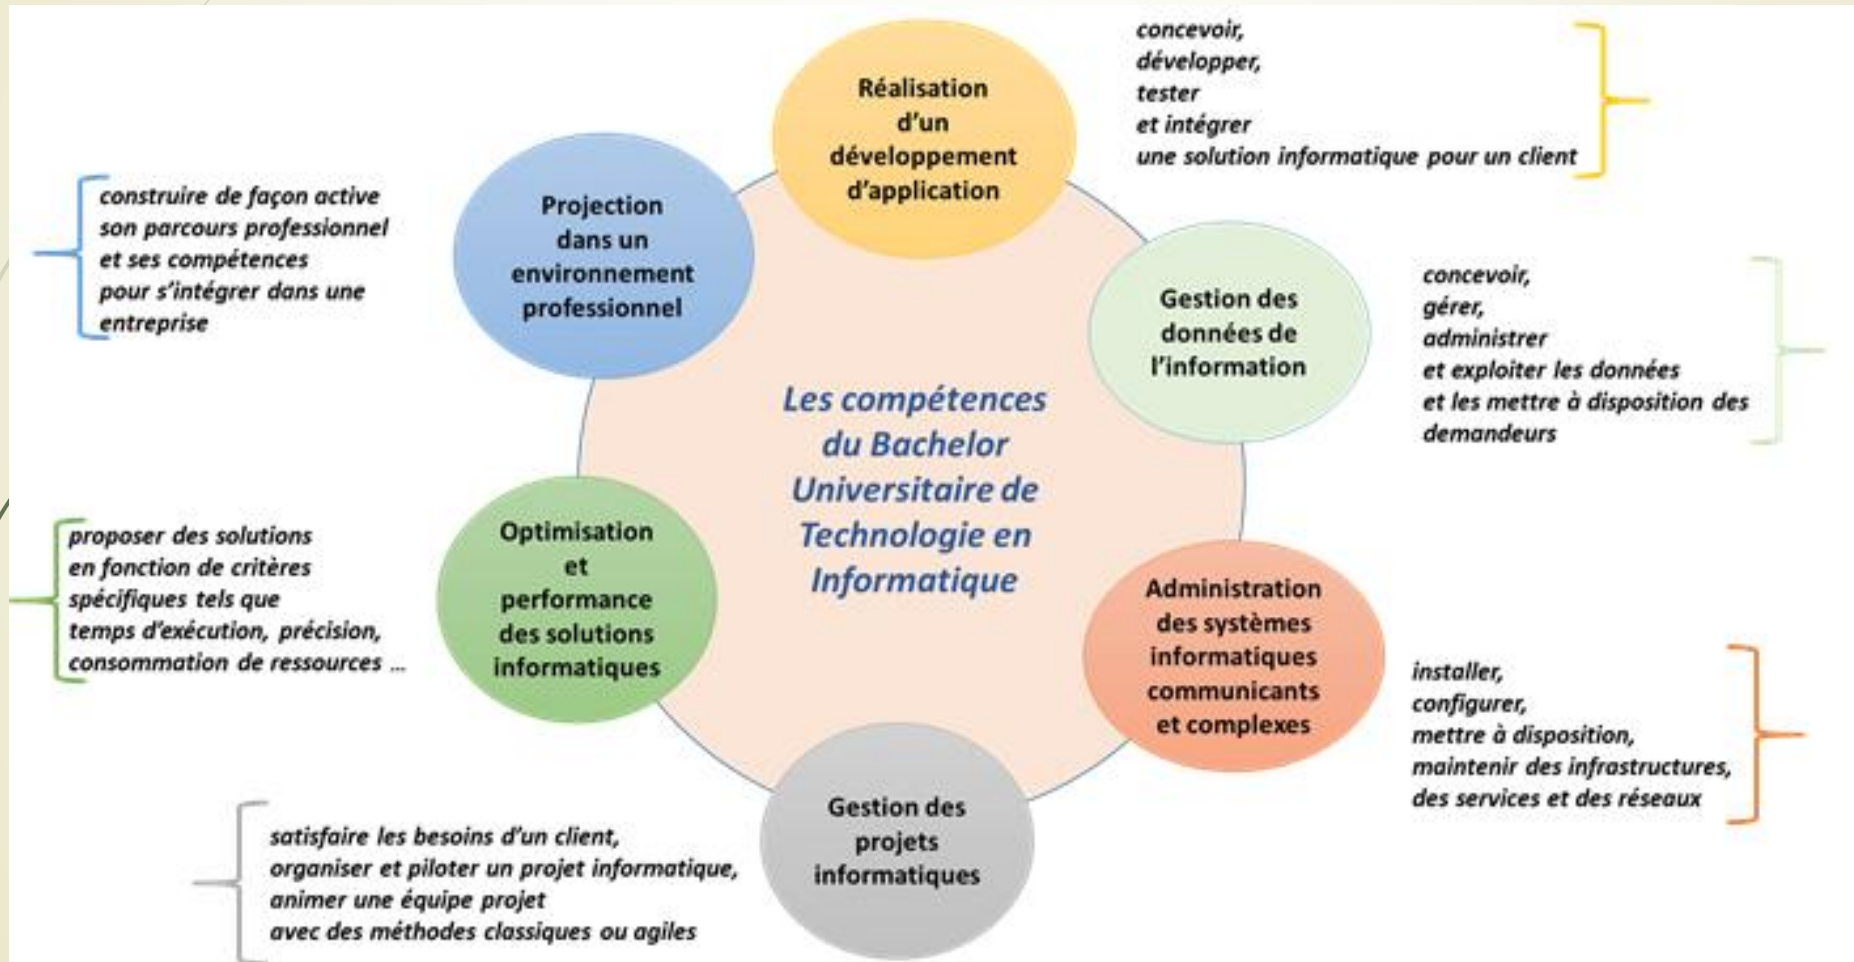 Les compétences
du Bachelor
Universitaire de
Technologie en
Informatique
Réalisation
d'un
développement
d'application
concevoir,
développer,
tester
et intégrer
une solution informatique pour un client
Gestion des
données de
l'information
concevoir,
gérer,
administrer
et exploiter les données
et les mettre à disposition des
demandeurs
Administration
des systèmes
informatiques
communicants
et complexes
installer,
configurer,
mettre à disposition,
maintenir des infrastructures,
des services et des réseaux
Gestion des
projets
informatiques
satisfaire les besoins d'un client,
organiser et piloter un projet informatique,
animer une équipe projet
avec des méthodes classiques ou agiles
Optimisation
et
performance
des solutions
informatiques
proposer des solutions
en fonction de critères
spécifiques tels que
temps d'exécution, précision,
consommation de ressources ...
Projection
dans un
environnement
professionnel
construire de façon active
son parcours professionnel
et ses compétences
pour s'intégrer dans une
entreprise